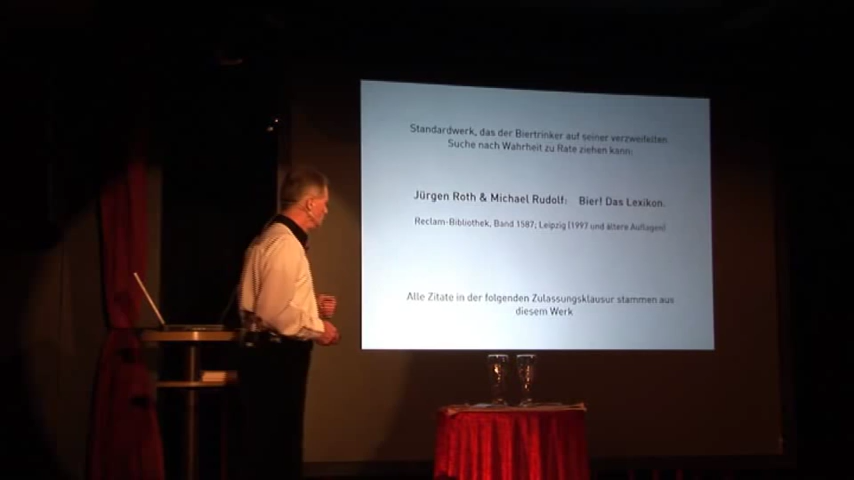 Standardwerk, das der Biertrinker auf seiner verzweifelten
Suche nach Wahrheit zu Rate ziehen kann:
Jürgen Roth & Michael Rudolf: Bier! Das Lexikon.
Reclam-Bibliothek, Band 1587; Leipzig (1997 und ältere Auflagen)
Alle Zitate in der folgenden Zulassungsklausur stammen aus
diesem Werk